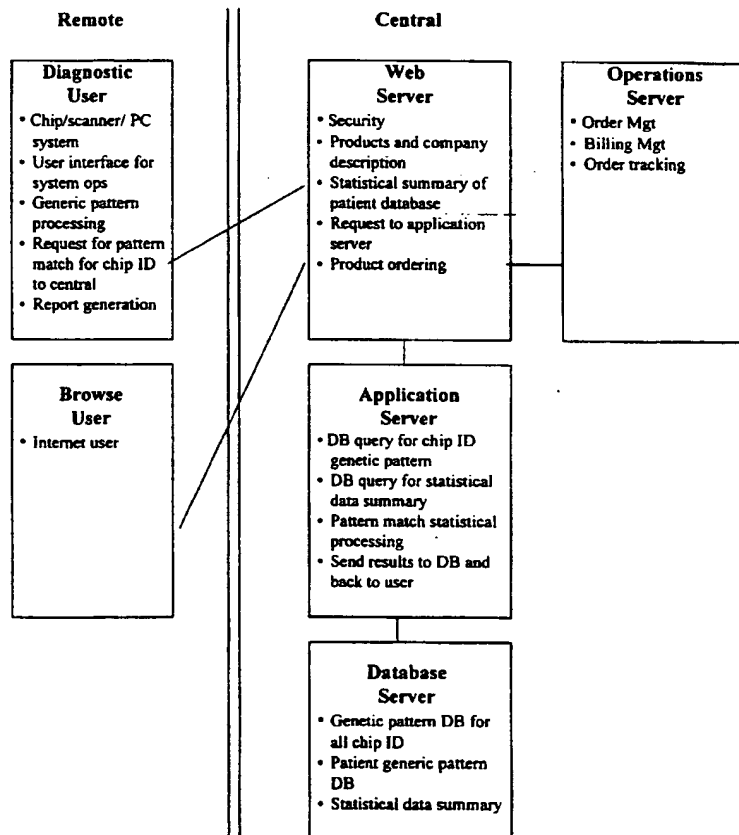 Remote
Central
Diagnostic
User
• Chip/scanner/ PC
system
• User interface for
system ops
• Generic pattern
processing
• Request for pattern
match for chip ID
to central
• Report generation
Web
Server
• Security
• Products and company
description
• Statistical summary of
patient database
• Request to application
server
• Product ordering
Operations
Server
• Order Mgt
• Billing Mgt
• Order tracking
Browse
User
• Internet user
Application
Server
• DB query for chip ID
genetic pattern
• DB query for statistical
data summary
• Pattern match statistical
processing
• Send results to DB and
back to user
Database
Server
• Genetic pattern DB for
all chip ID
• Patient generic pattern
DB
• Statistical data summary